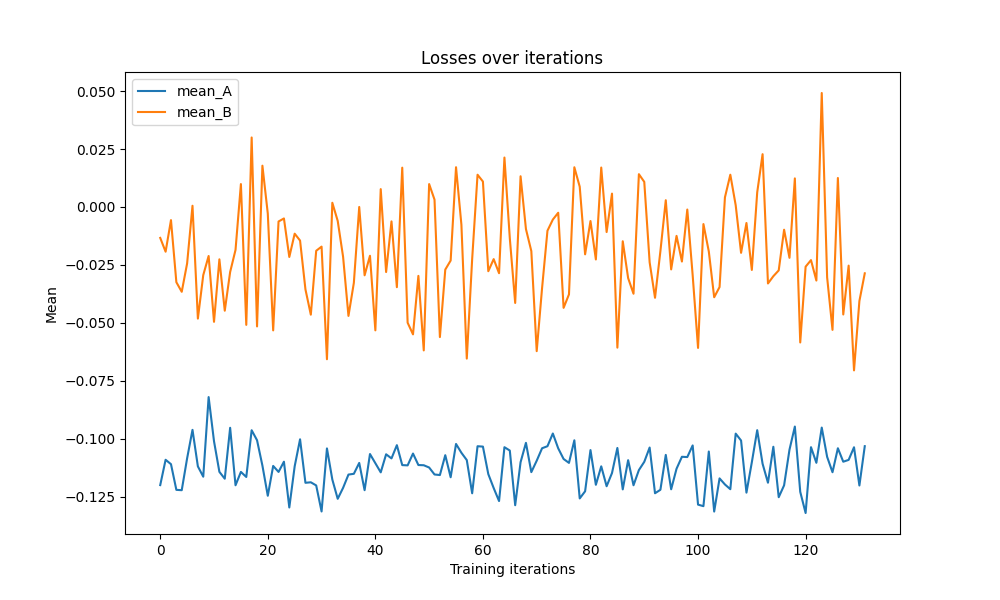 Losses over iterations
mean_A
mean_B
0.050
0.025
0.000
−0.025
−0.050
−0.075
−0.100
−0.125
Mean
0 20 40 60 80 100 120
Training iterations